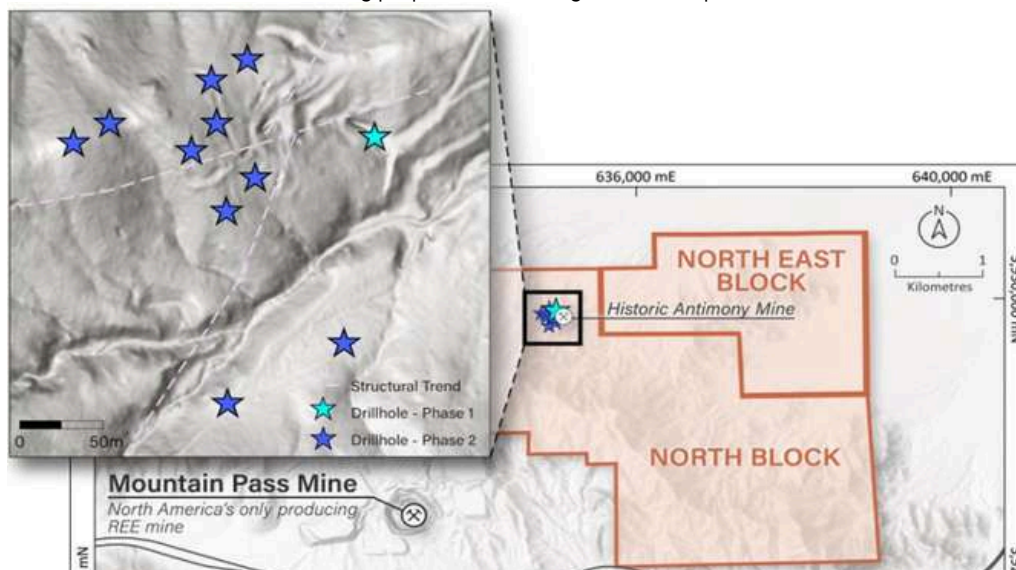 636,000 mE
640,000 mE
N
0 1
Kilometres
NORTH EAST
BLOCK
Historic Antimony Mine
Structural Trend
Drillhole - Phase 1
Drillhole - Phase 2
0 50m
NORTH BLOCK
Mountain Pass Mine
North America's only producing
REE mine
mN